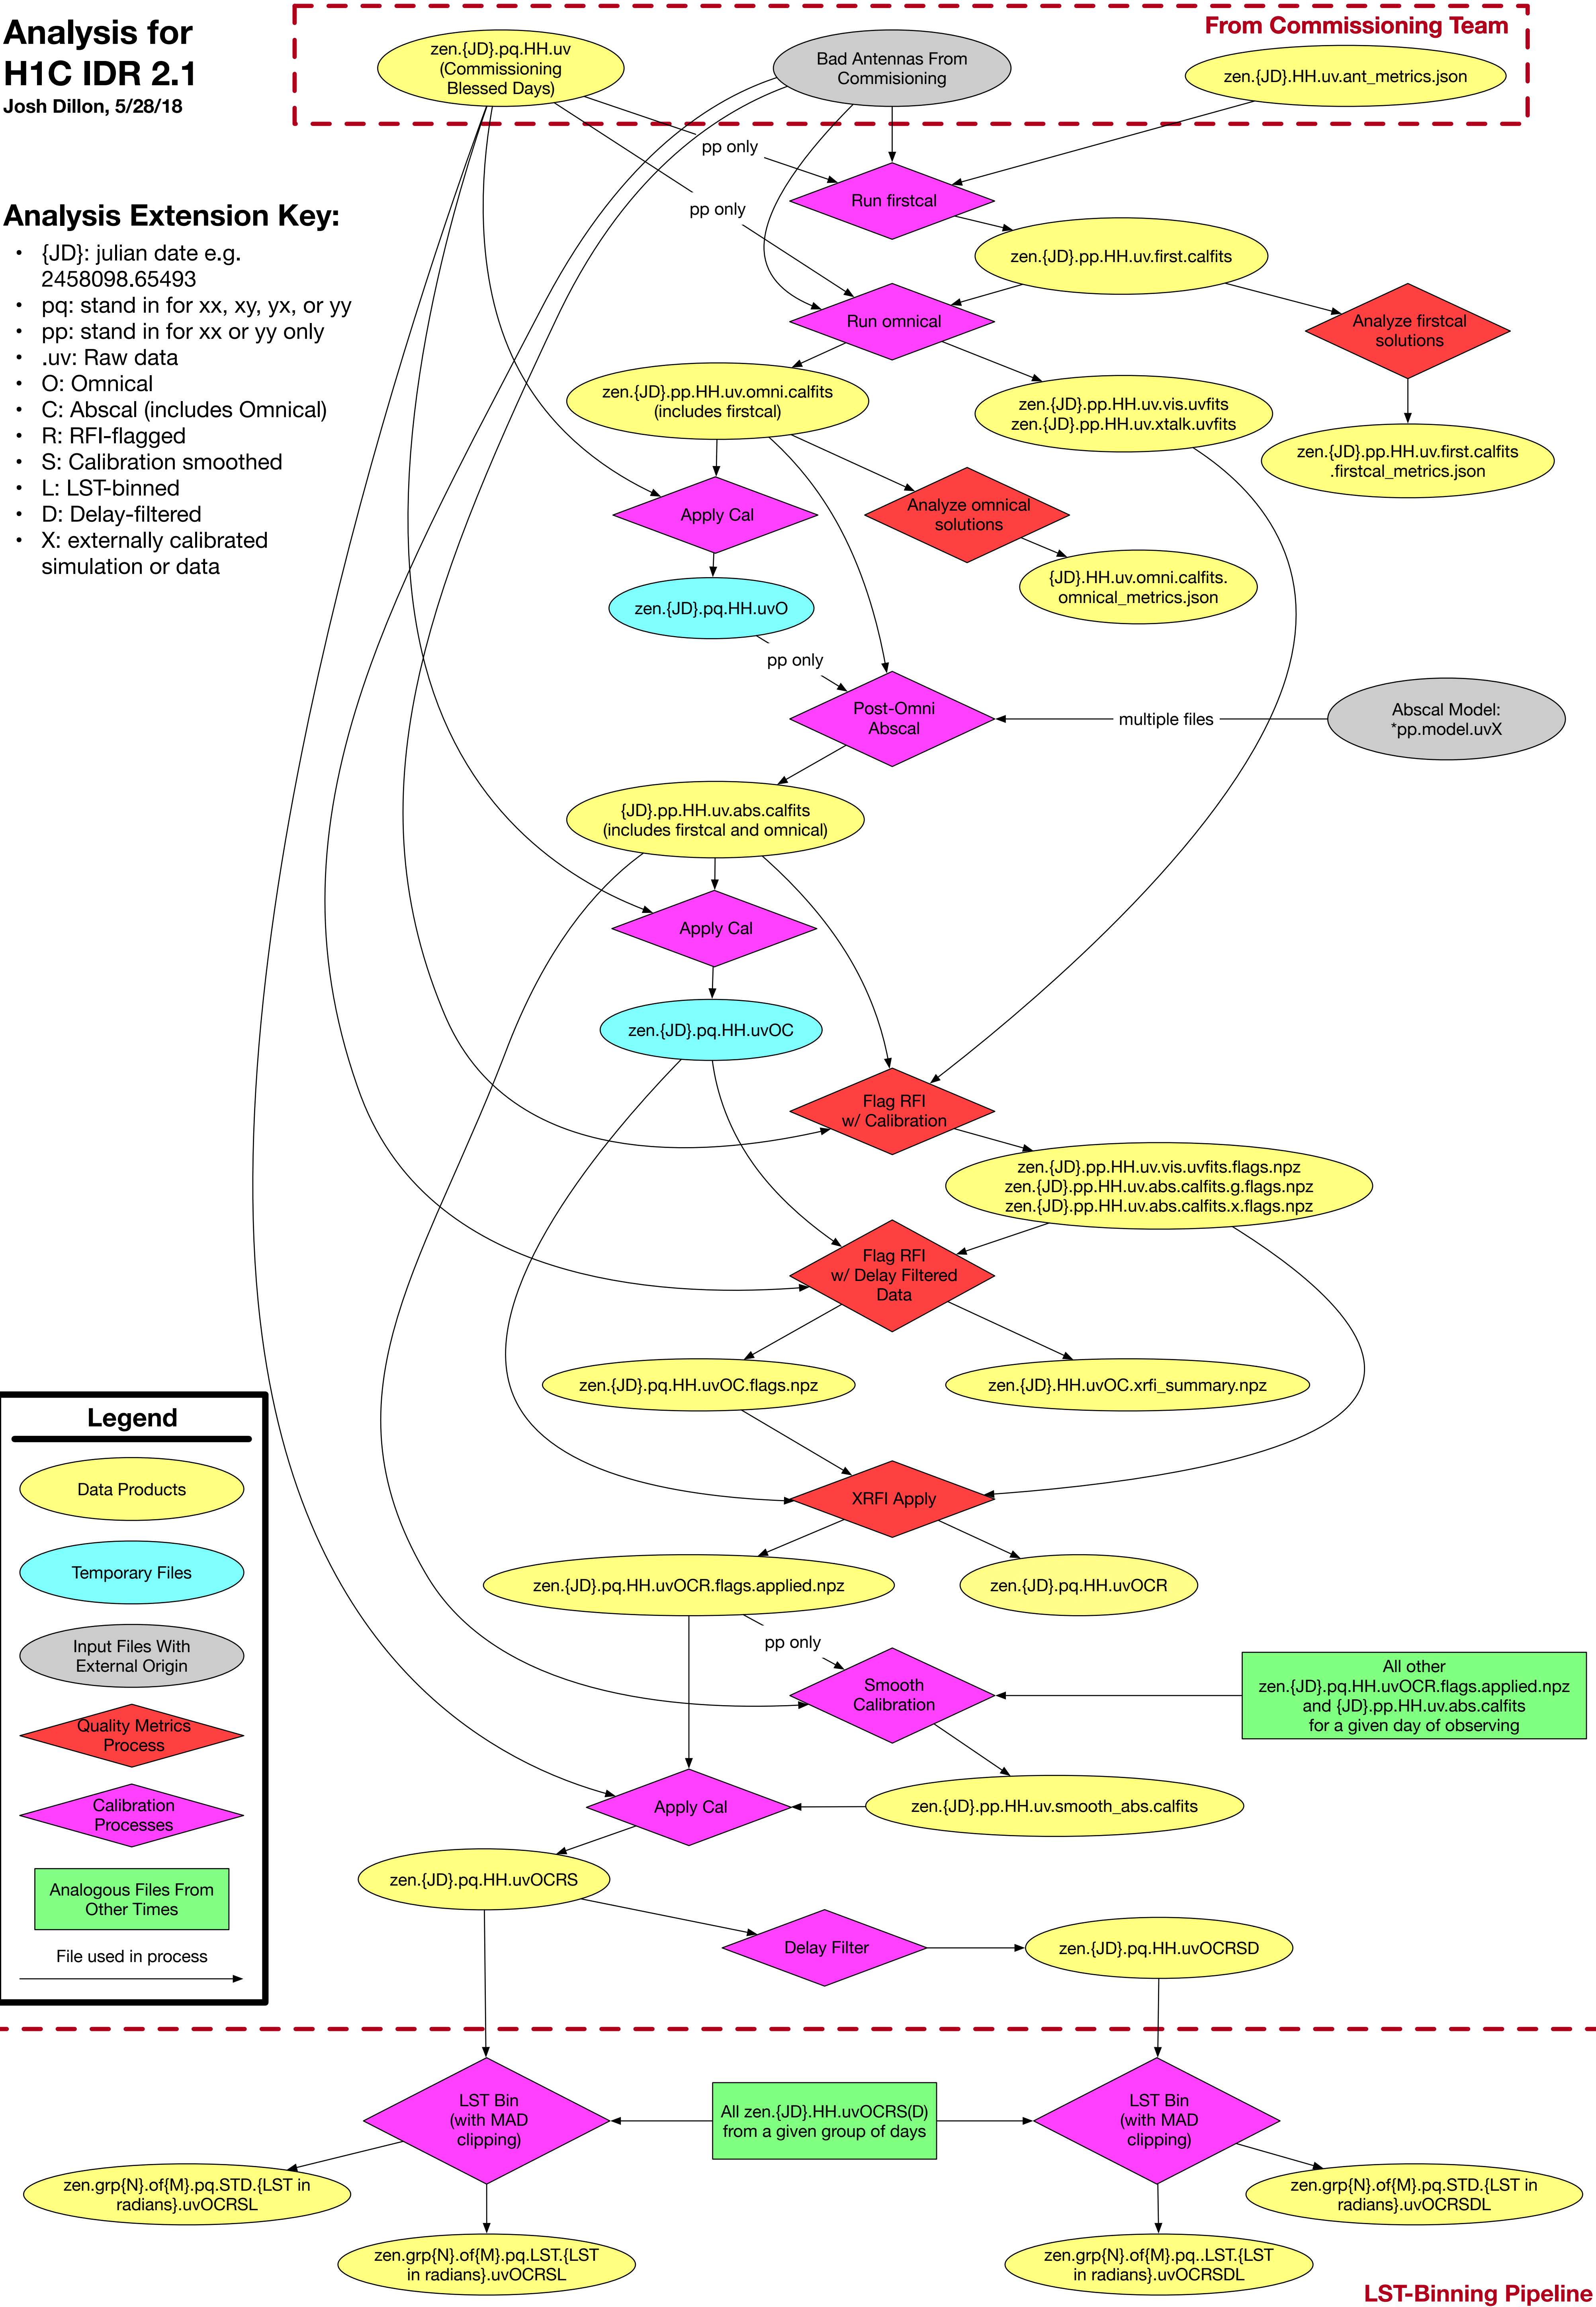 Analysis for
H1C IDR 2.1
Josh Dillon, 5/28/18
From Commissioning Team
zen.{JD}.pq.HH.uv
(Commissioning
Blessed Days)
Bad Antennas From
Commisioning
zen.{JD}.HH.uv.ant_metrics.json
pp only
pp only
Run firstcal
zen.{JD}.pp.HH.uv.first.calfits
Analysis Extension Key:
• {JD}: julian date e.g.
2458098.65493
• pq: stand in for xx, xy, yx, or yy
• pp: stand in for xx or yy only
• .uv: Raw data
• O: Omnical
• C: Abscal (includes Omnical)
• R: RFI-flagged
• S: Calibration smoothed
• L: LST-binned
• D: Delay-filtered
• X: externally calibrated
simulation or data
Run omnical
Analyze firstcal
solutions
zen.{JD}.pp.HH.uv.omni.calfits
(includes firstcal)
zen.{JD}.pp.HH.uv.vis.uvfits
zen.{JD}.pp.HH.uv.xtalk.uvfits
zen.{JD}.pp.HH.uv.first.calfits
.firstcal_metrics.json
Apply Cal
Analyze omnical
solutions
{JD}.HH.uv.omni.calfits.
omnical_metrics.json
zen.{JD}.pq.HH.uvO
pp only
Post-Omni
Abscal
multiple files
Abscal Model:
*pp.model.uvX
{JD}.pp.HH.uv.abs.calfits
(includes firstcal and omnical)
Apply Cal
zen.{JD}.pq.HH.uvOC
Flag RFI
w/ Calibration
zen.{JD}.pp.HH.uv.vis.uvfits.flags.npz
zen.{JD}.pp.HH.uv.abs.calfits.g.flags.npz
zen.{JD}.pp.HH.uv.abs.calfits.x.flags.npz
Flag RFI
w/ Delay Filtered
Data
zen.{JD}.pq.HH.uvOC.flags.npz
zen.{JD}.HH.uvOC.xrfi_summary.npz
XRFI Apply
zen.{JD}.pq.HH.uvOCR.flags.applied.npz
zen.{JD}.pq.HH.uvOCR
pp only
Smooth
Calibration
All other
zen.{JD}.pq.HH.uvOCR.flags.applied.npz
and {JD}.pp.HH.uv.abs.calfits
for a given day of observing
Apply Cal
zen.{JD}.pp.HH.uv.smooth_abs.calfits
zen.{JD}.pq.HH.uvOCRS
Delay Filter
zen.{JD}.pq.HH.uvOCRSD
Legend
Data Products
Temporary Files
Input Files With
External Origin
Quality Metrics
Process
Calibration
Processes
Analogous Files From
Other Times
File used in process
LST Bin
(with MAD
clipping)
All zen.{JD}.HH.uvOCRS(D)
from a given group of days
LST Bin
(with MAD
clipping)
zen.grp{N}.of{M}.pq.STD.{LST in
radians}.uvOCRSL
zen.grp{N}.of{M}.pq.LST.{LST
in radians}.uvOCRSL
zen.grp{N}.of{M}.pq.STD.{LST in
radians}.uvOCRSDL
zen.grp{N}.of{M}.pq..LST.{LST
in radians}.uvOCRSDL
LST-Binning Pipeline